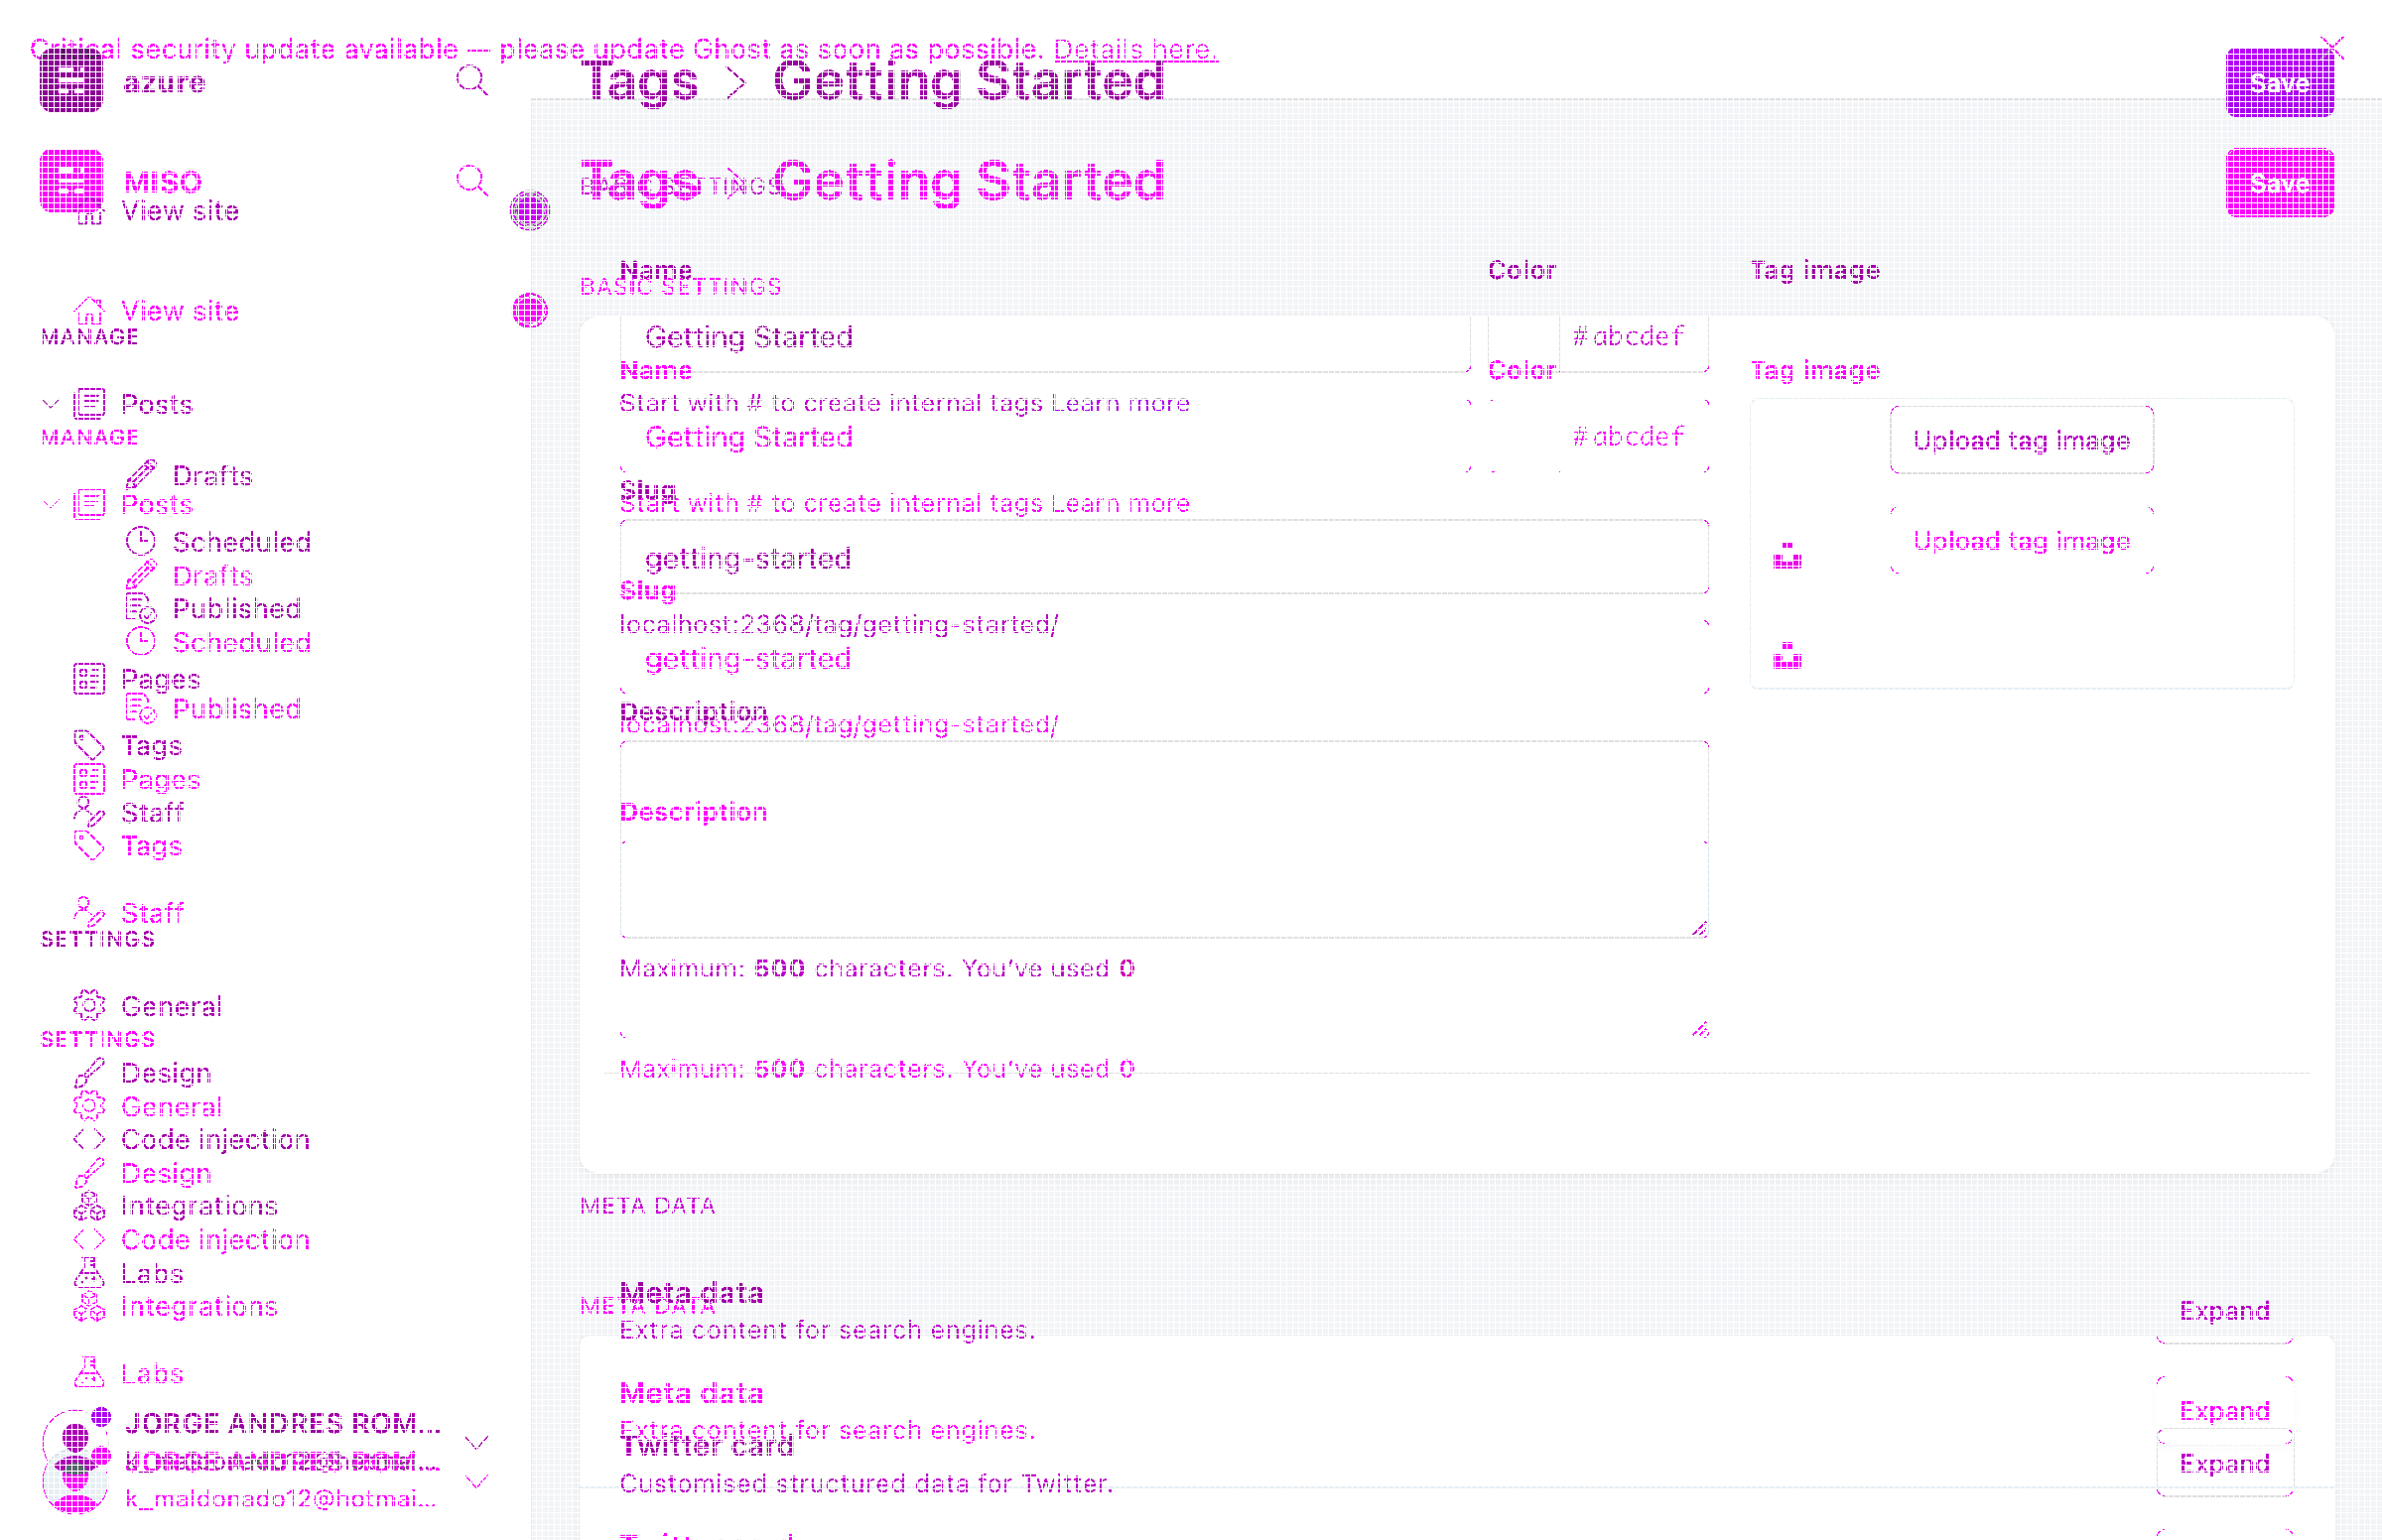 Critical security update available — please update Ghost as soon as possible. Details here.
azure
Tags > Getting Started
Save
MISO
Tags > Getting Started
Save
BASIC SETTINGS
View site
Name
Color
Tag image
BASIC SETTINGS
View site
MANAGE
Getting Started
#abcdef
Name
Color
Tag image
Posts
Start with # to create internal tags Learn more
MANAGE
Getting Started
#abcdef
Upload tag image
Drafts
Slug
Posts
Start with # to create internal tags Learn more
Scheduled
Upload tag image
getting-started
Drafts
Slug
Published
localhost:2368/tag/getting-started/
Scheduled
getting-started
Pages
Published
Description
localhost:2368/tag/getting-started/
Tags
Pages
Staff
Description
Tags
Staff
SETTINGS
Maximum: 500 characters. You've used 0
General
SETTINGS
Design
Maximum: 500 characters. You've used 0
General
Code injection
Design
Integrations
META DATA
Code injection
Labs
Meta data
Integrations
META DATA
Expand
Extra content for search engines.
Labs
Meta data
Expand
JORGE ANDRES ROM...
Extra content for search engines.
Twitter card
JORGE ANDRES ROM...
Expand
Customised structured data for Twitter.
k_maldonado12@hotmai...